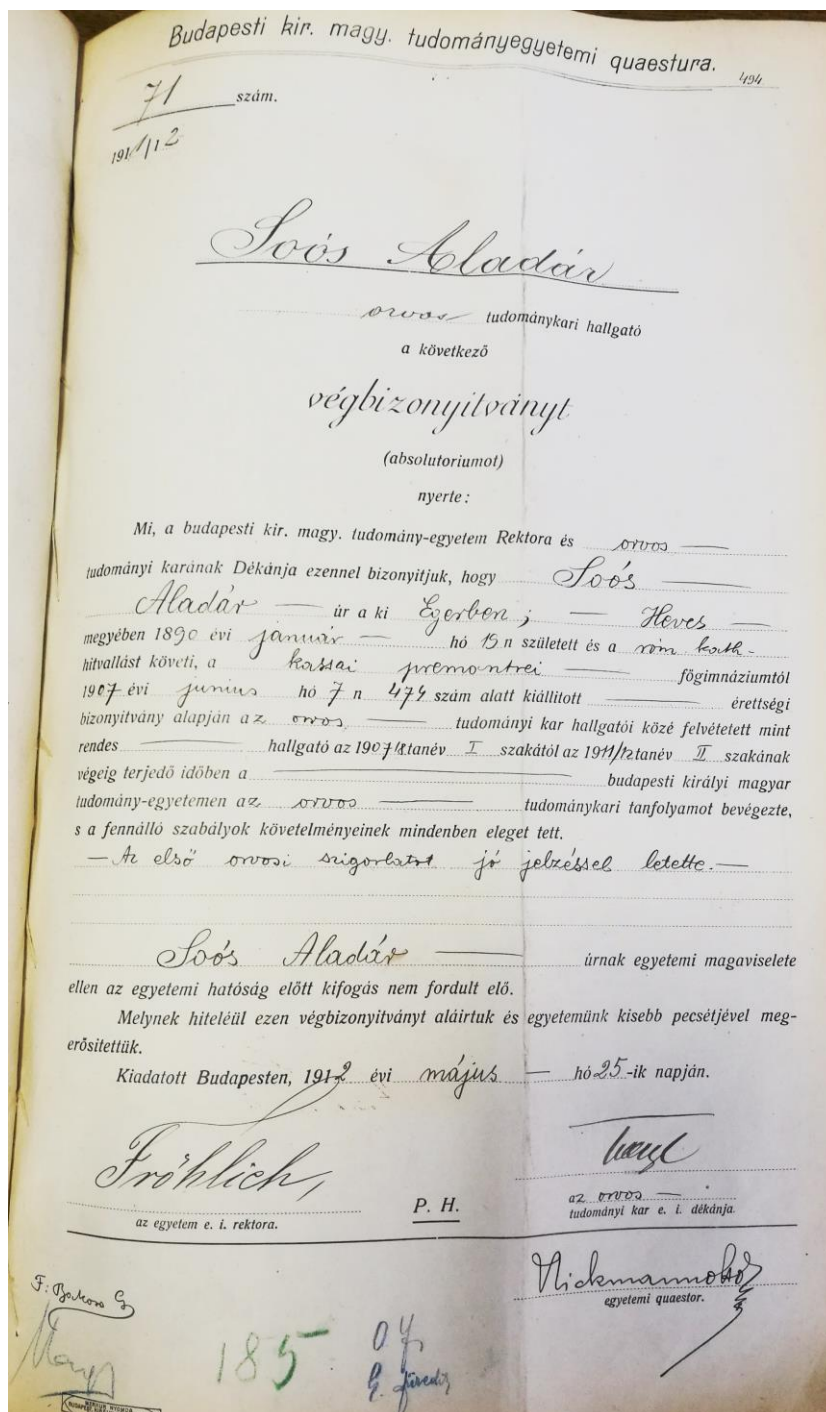 Budapesti kir. magy. tudományegyetemi quaestura.
494
71 szám.
1911/12
Soós Aladár
orvos tudománykari hallgató
a következő
végbizonyitványt
(absolutoriumot)
nyerte:
Mi, a budapesti kir. magy. tudomány-egyetem Rektora és orvos —
tudományi karának Dékánja ezennel bizonyitjuk, hogy Soós —
Aladár — úr a ki Egerben, — Heves —
megyében 1890 évi január — hó 15 n született és a róm kath-
hitvallást követi, a kassai premontrei — főgimnáziumtól
1907 évi junius hó 7 n 474 szám alatt kiállitott — érettségi
bizonyitvány alapján az orvos — tudományi kar hallgatói közé felvétetett mint
rendes — hallgató az 1907/8 tanév I szakától az 1911/12 tanév II szakának
végeig terjedő időben a — budapesti királyi magyar
tudomány-egyetemen az orvos — tudománykari tanfolyamot bevégezte,
s a fennálló szabályok követelményeinek mindenben eleget tett.
— Az első orvosi szigorlatot jó jelzéssel letette. —
Soós Aladár — úrnak egyetemi magaviselete
ellen az egyetemi hatóság előtt kifogás nem fordult elő.
Melynek hiteléül ezen végbizonyitványt aláirtuk és egyetemünk kisebb pecsétjével meg-
erősitettük.
Kiadatott Budapesten, 1912 évi május — hó 25-ik napján.
Fröhlich,
az egyetem e. i. rektora.
P. H.
az orvos —
tudományi kar e. i. dékánja.
egyetemi quaestor.
185